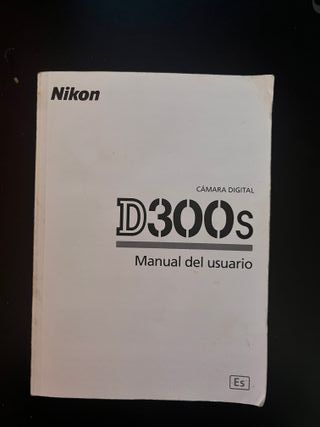 Nikon
CÁMARA DIGITAL
D300s
Manual del usuario
Es